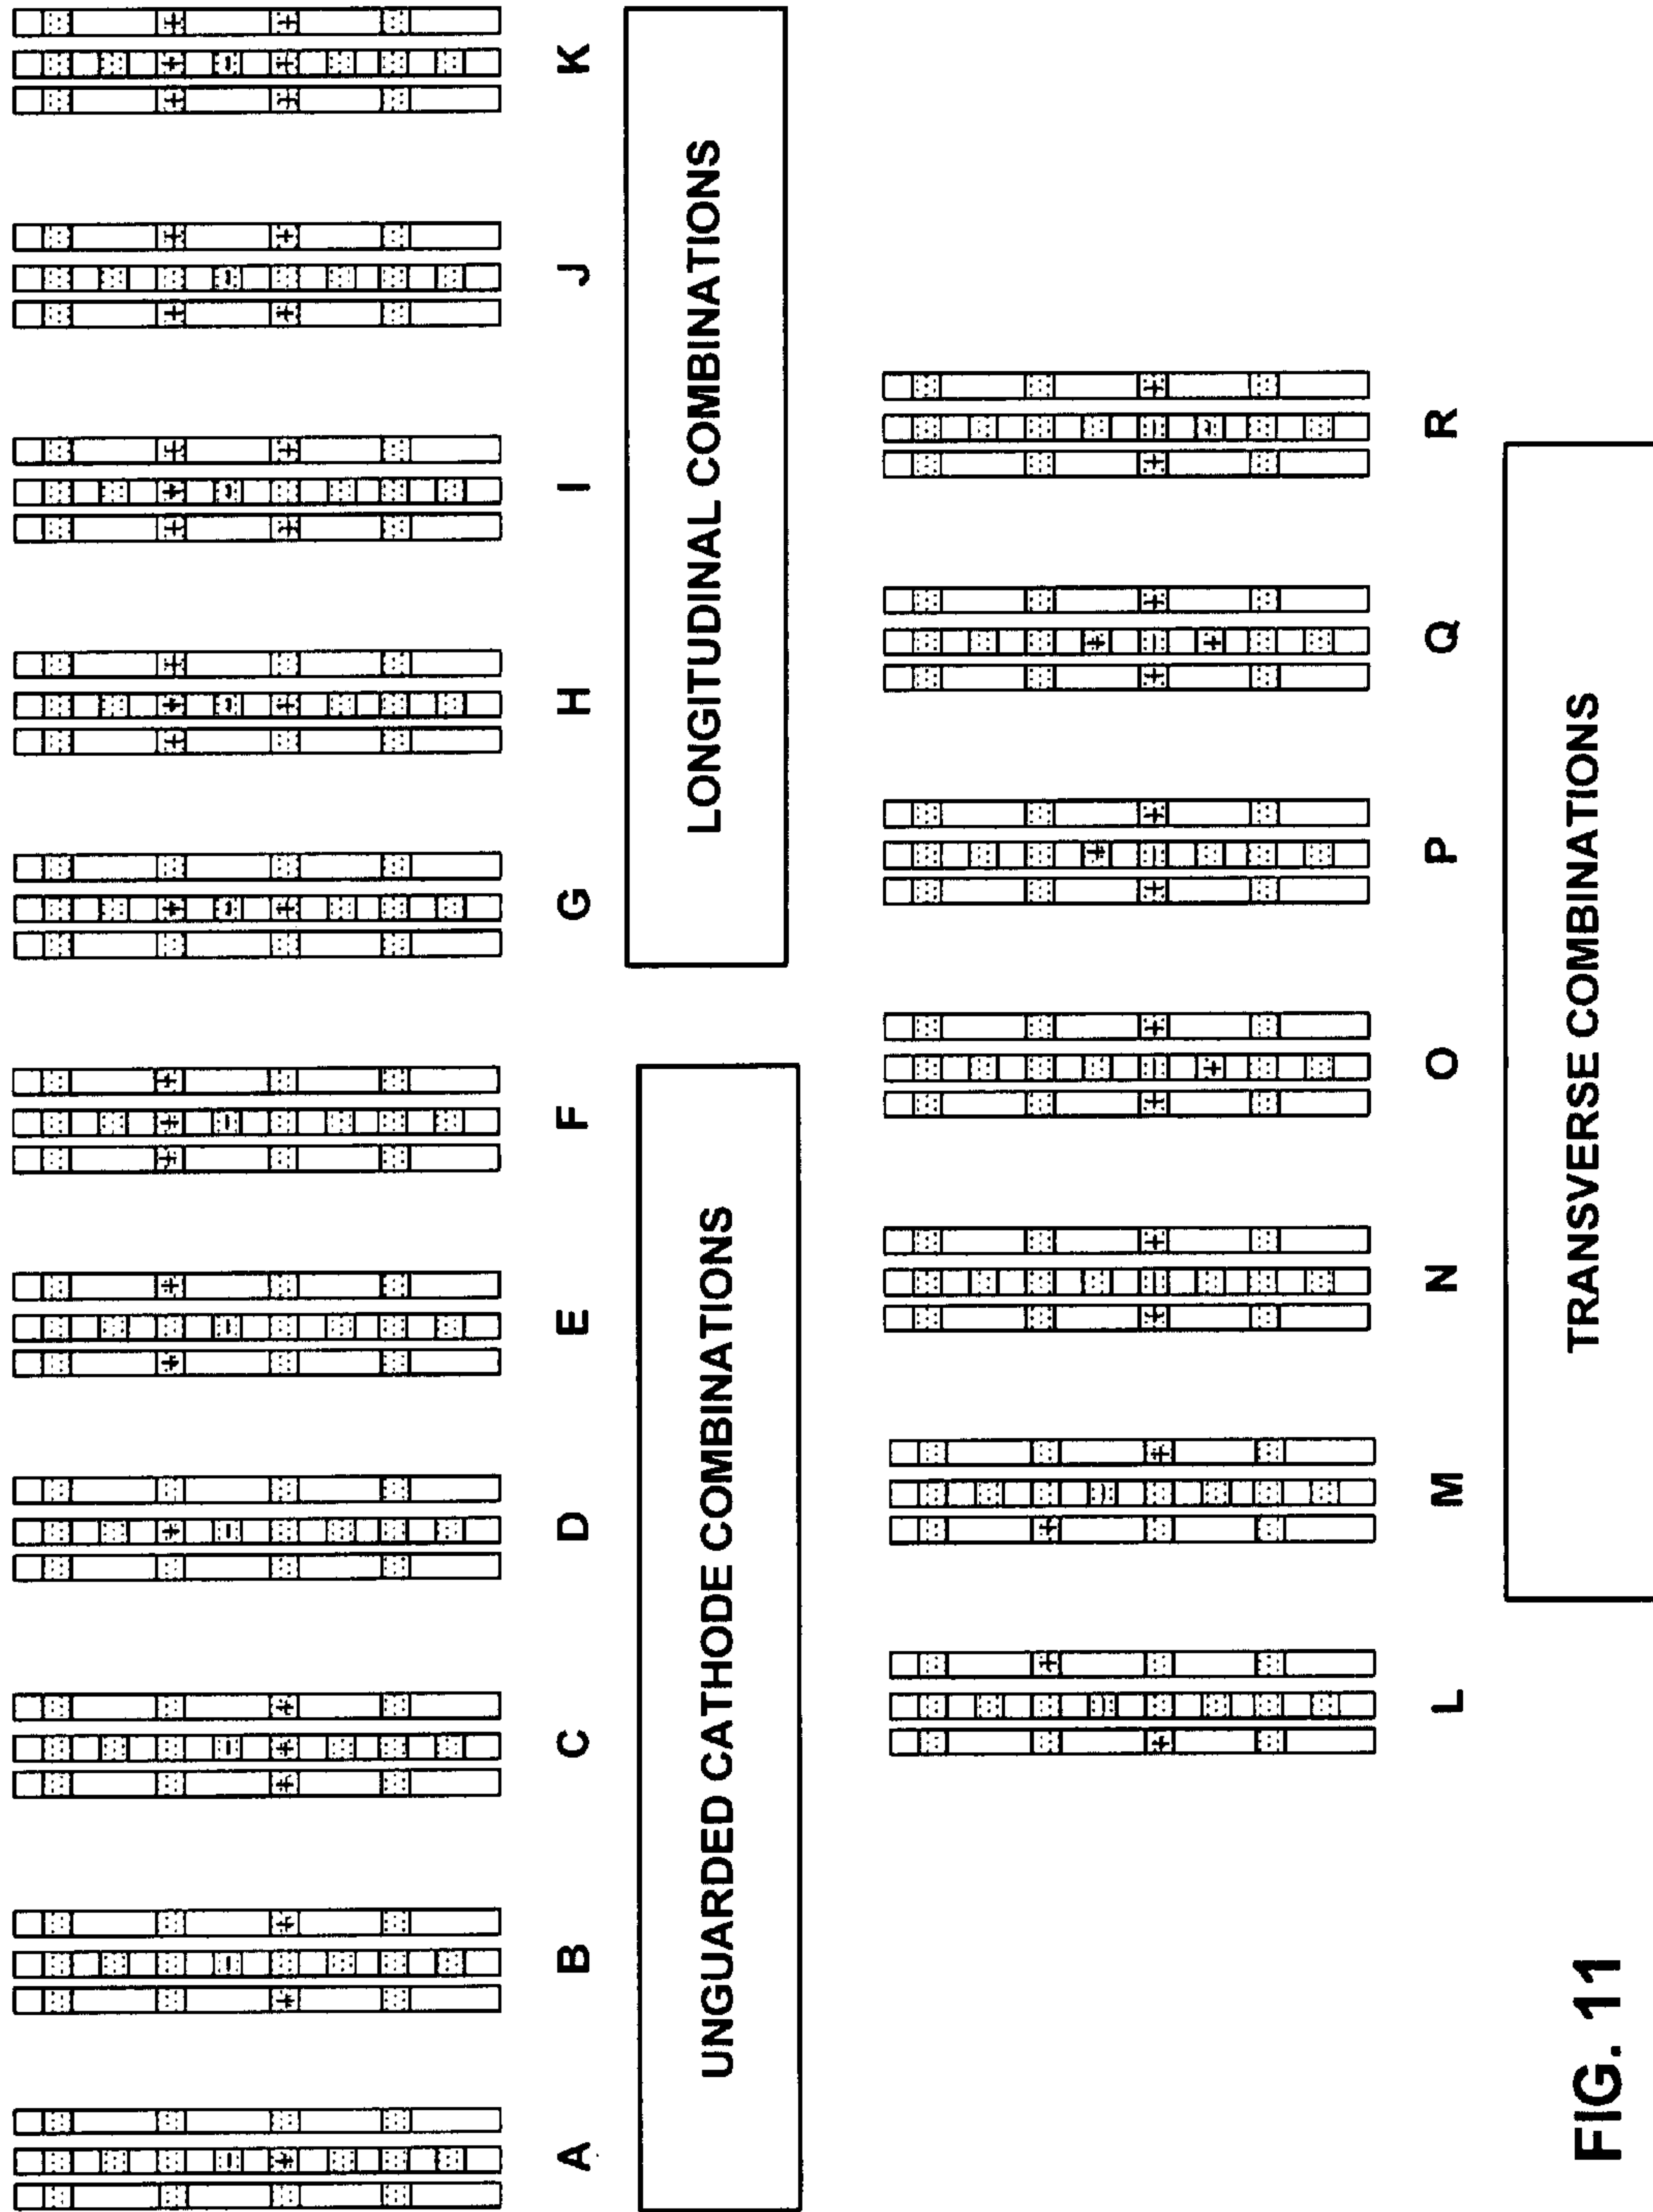 A B C D E F G H I J K
UNGUARDED CATHODE COMBINATIONS
LONGITUDINAL COMBINATIONS
L M N O P Q R
TRANSVERSE COMBINATIONS
FIG. 11